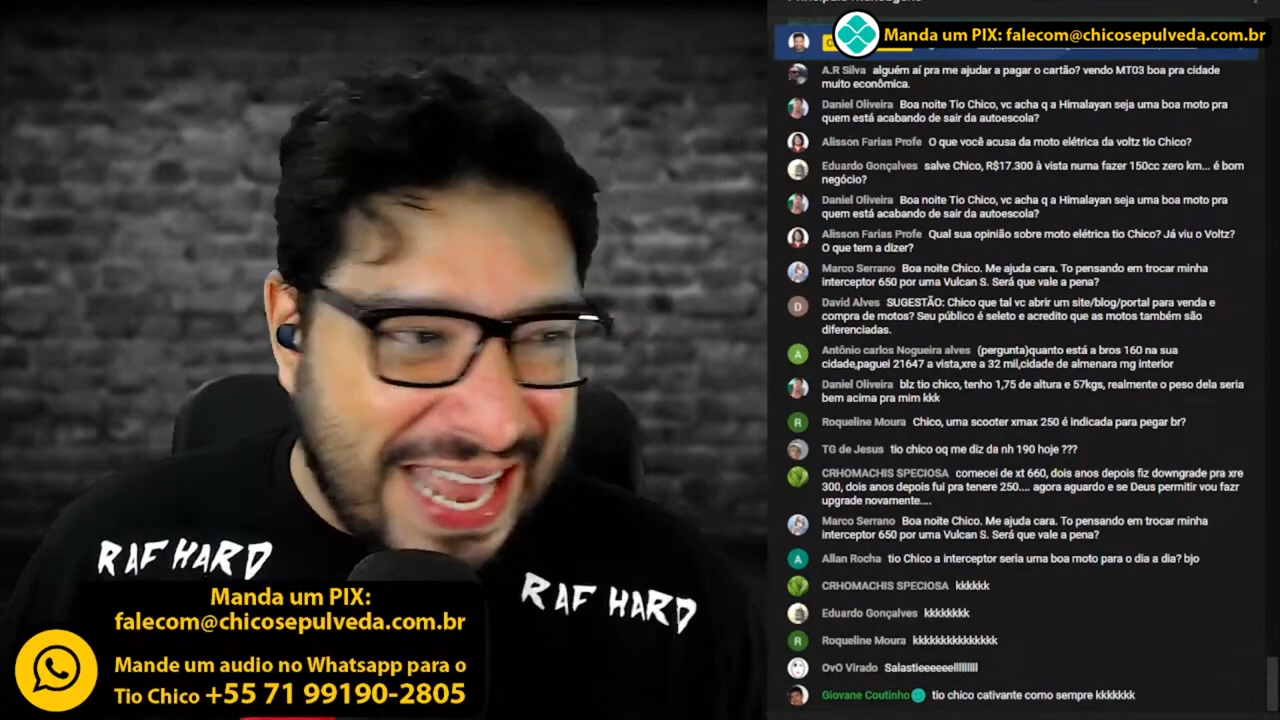 Manda um PIX: falecom@chicosepulveda.com.br
A.R Silva alguém aí pra me ajudar a pagar o cartão? vendo MT03 boa pra cidade
muito econômica.
Daniel Oliveira Boa noite Tio Chico, vc acha q a Himalayan seja uma boa moto pra
quem está acabando de sair da autoescola?
Alisson Farias Profe O que você acusa da moto elétrica da voltz tio Chico?
Eduardo Gonçalves salve Chico, R$17.300 à vista numa fazer 150cc zero km... é bom
negócio?
Daniel Oliveira Boa noite Tio Chico, vc acha q a Himalayan seja uma boa moto pra
quem está acabando de sair da autoescola?
Alisson Farias Profe Qual sua opinião sobre moto elétrica tio Chico? Já viu o Voltz?
O que tem a dizer?
Marco Serrano Boa noite Chico. Me ajuda cara. To pensando em trocar minha
interceptor 650 por uma Vulcan S. Será que vale a pena?
David Alves SUGESTÃO: Chico que tal vc abrir um site/blog/portal para venda e
compra de motos? Seu público é seleto e acredito que as motos também são
diferenciadas.
Antônio carlos Nogueira alves (pergunta)quanto está a bros 160 na sua
cidade,paguei 21647 a vista,xre a 32 mil,cidade de almenara mg interior
Daniel Oliveira blz tio chico, tenho 1,75 de altura e 57kgs, realmente o peso dela seria
bem acima pra mim kkk
Roqueline Moura Chico, uma scooter xmax 250 é indicada para pegar br?
TG de Jesus tio chico oq me diz da nh 190 hoje ???
CRHOMACHIS SPECIOSA comecei de xt 660, dois anos depois fiz downgrade pra xre
300, dois anos depois fui pra tenere 250.... agora aguardo e se Deus permitir vou fazr
upgrade novamente....
Marco Serrano Boa noite Chico. Me ajuda cara. To pensando em trocar minha
interceptor 650 por uma Vulcan S. Será que vale a pena?
Allan Rocha tio Chico a interceptor seria uma boa moto para o dia a dia? bjo
CRHOMACHIS SPECIOSA kkkkkk
Eduardo Gonçalves kkkkkkkk
Roqueline Moura kkkkkkkkkkkkkkk
OvO Virado Salastieeeeeelllllllll
Giovane Coutinho tio chico cativante como sempre kkkkkkk
RAF HARD
RAF HARD
Manda um PIX:
falecom@chicosepulveda.com.br
Mande um audio no Whatsapp para o
Tio Chico +55 71 99190-2805